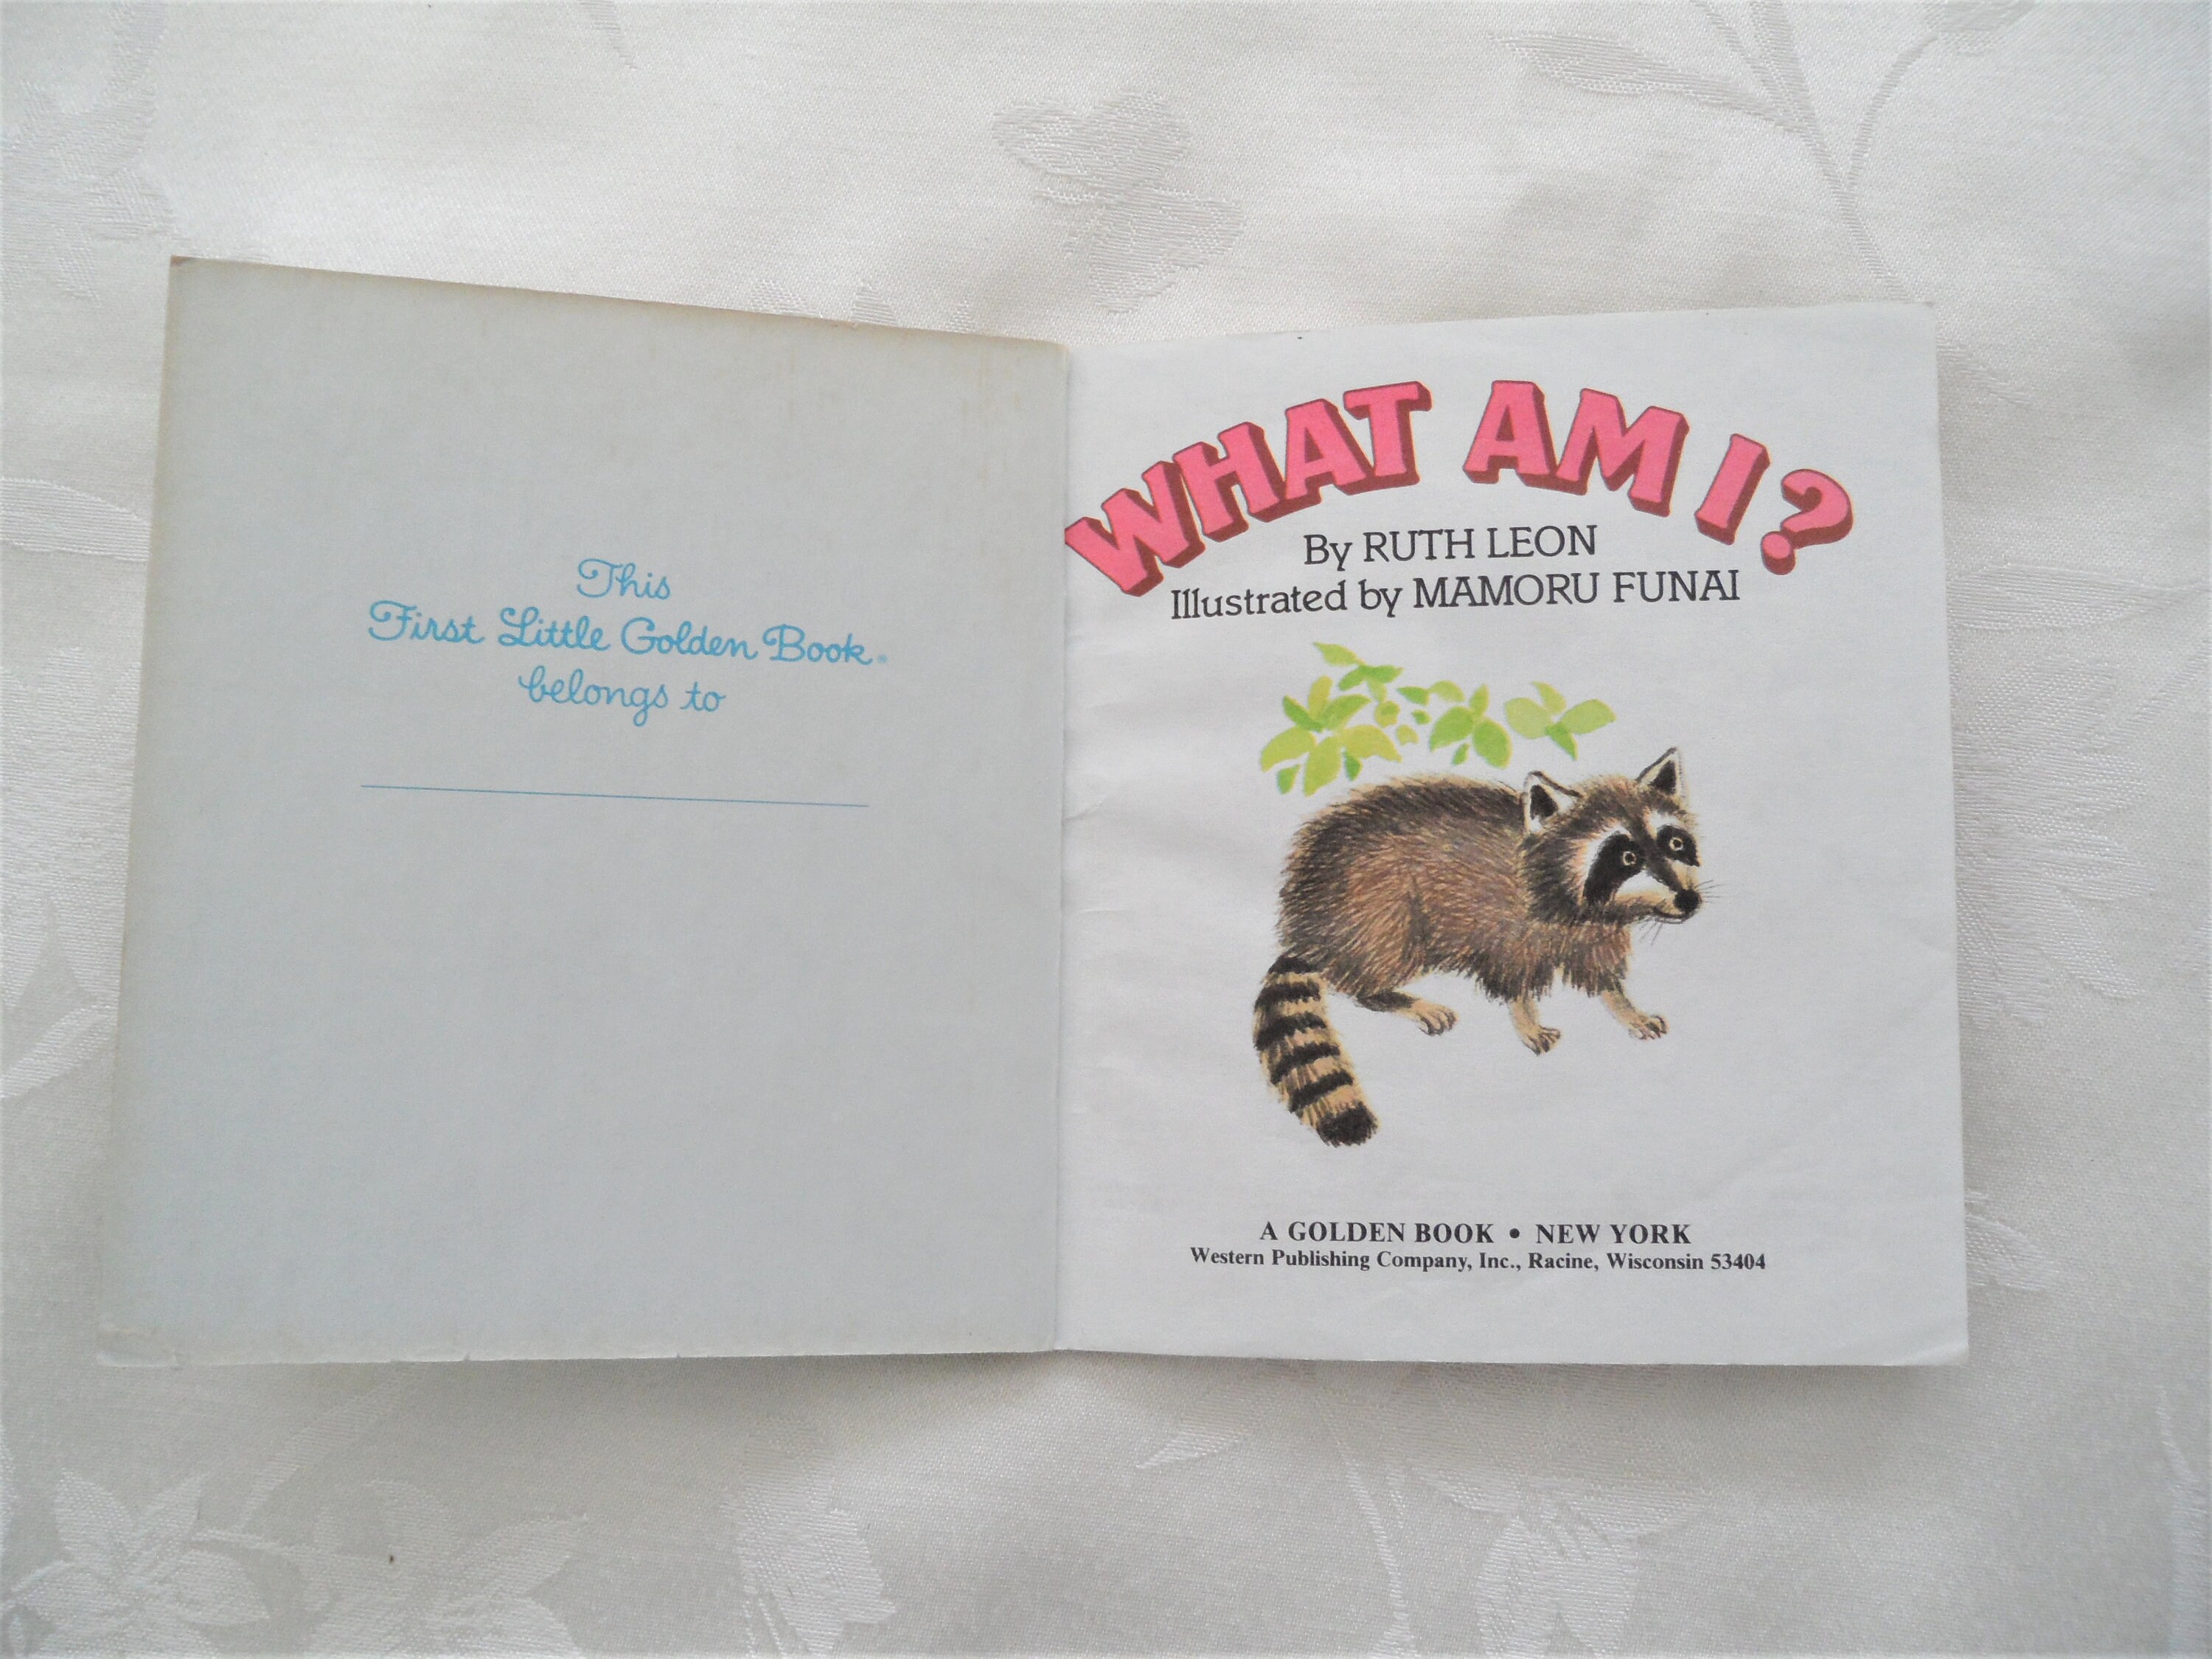 This
First Little Golden Book®
belongs to
WHAT AM I?
By RUTH LEON
Illustrated by MAMORU FUNAI
A GOLDEN BOOK • NEW YORK
Western Publishing Company, Inc., Racine, Wisconsin 53404